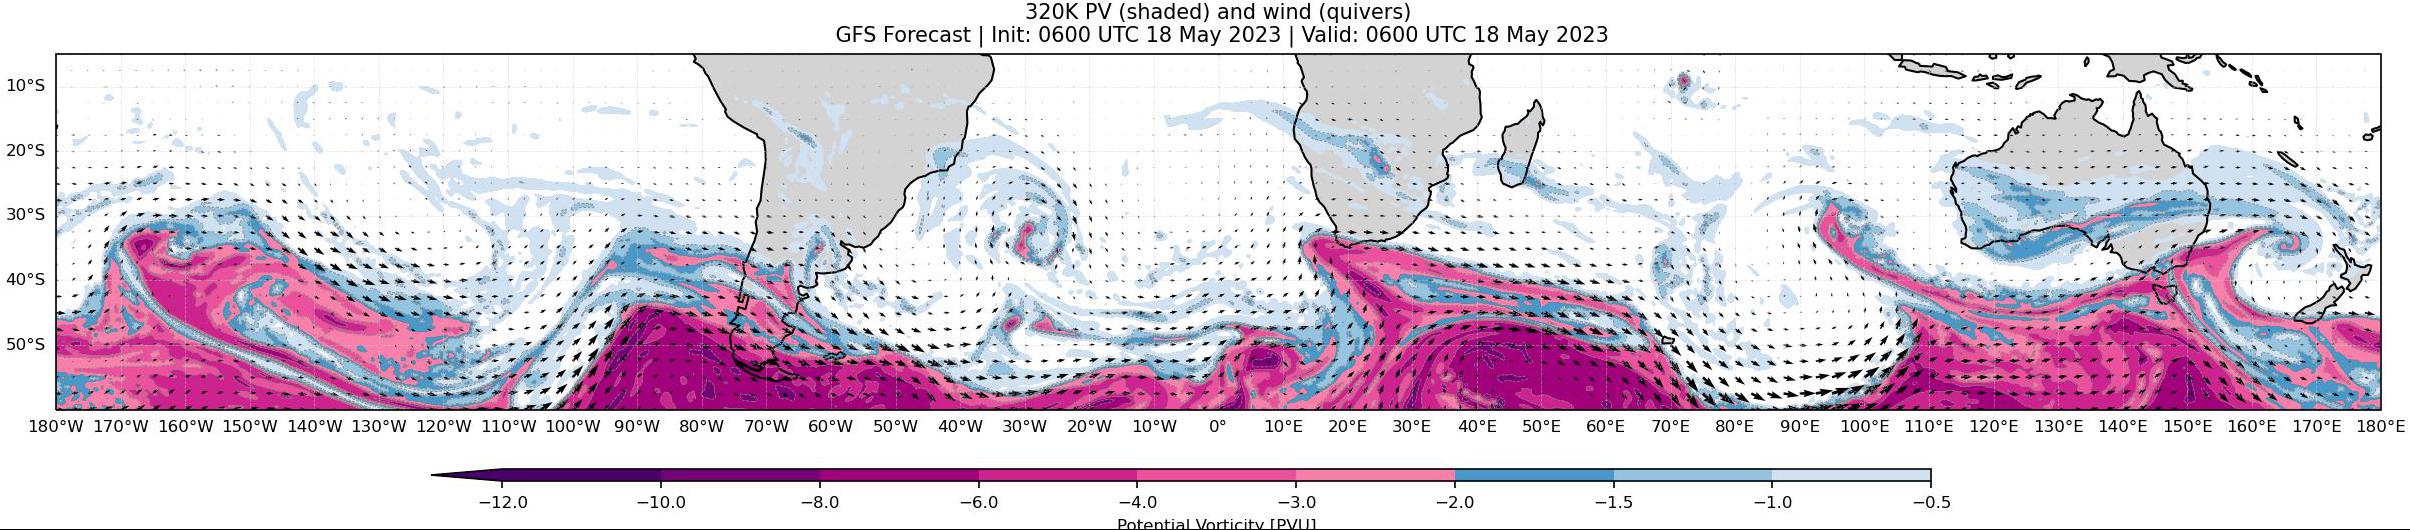 320K PV (shaded) and wind (quivers)
GFS Forecast | Init: 0600 UTC 18 May 2023 | Valid: 0600 UTC 18 May 2023
10°S
20°S
30°S
40°S
50°S
180°W 170°W 160°W 150°W 140°W 130°W 120°W 110°W 100°W 90°W 80°W 70°W 60°W 50°W 40°W 30°W 20°W 10°W 0° 10°E 20°E 30°E 40°E 50°E 60°E 70°E 80°E 90°E 100°E 110°E 120°E 130°E 140°E 150°E 160°E 170°E 180°E
−12.0 −10.0 −8.0 −6.0 −4.0 −3.0 −2.0 −1.5 −1.0 −0.5
Potential Vorticity [PVU]